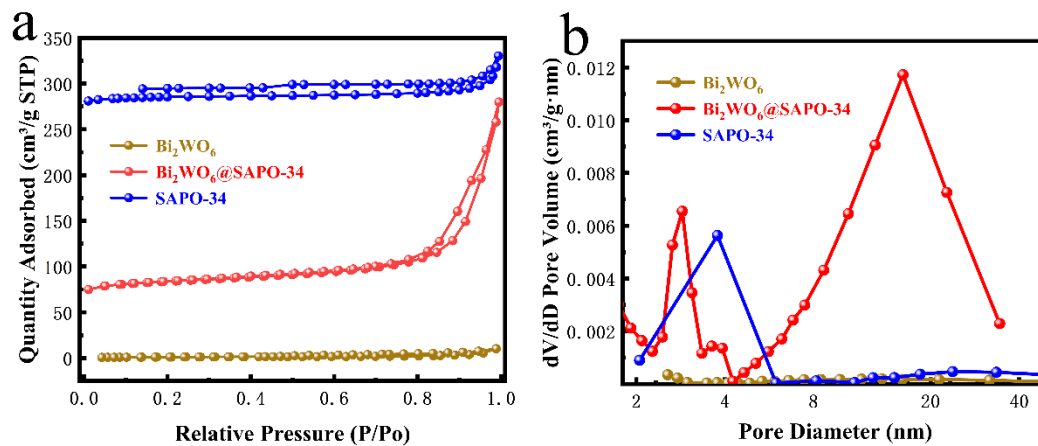 a
Quantity Adsorbed (cm³/g STP)
350
300
250
200
150
100
50
0
Bi₂WO₆
Bi₂WO₆@SAPO-34
SAPO-34
0.0 0.2 0.4 0.6 0.8 1.0
Relative Pressure (P/Po)
b
dV/dD Pore Volume (cm³/g·nm)
0.012
0.010
0.008
0.006
0.004
0.002
Bi₂WO₆
Bi₂WO₆@SAPO-34
SAPO-34
2 4 8 20 40
Pore Diameter (nm)